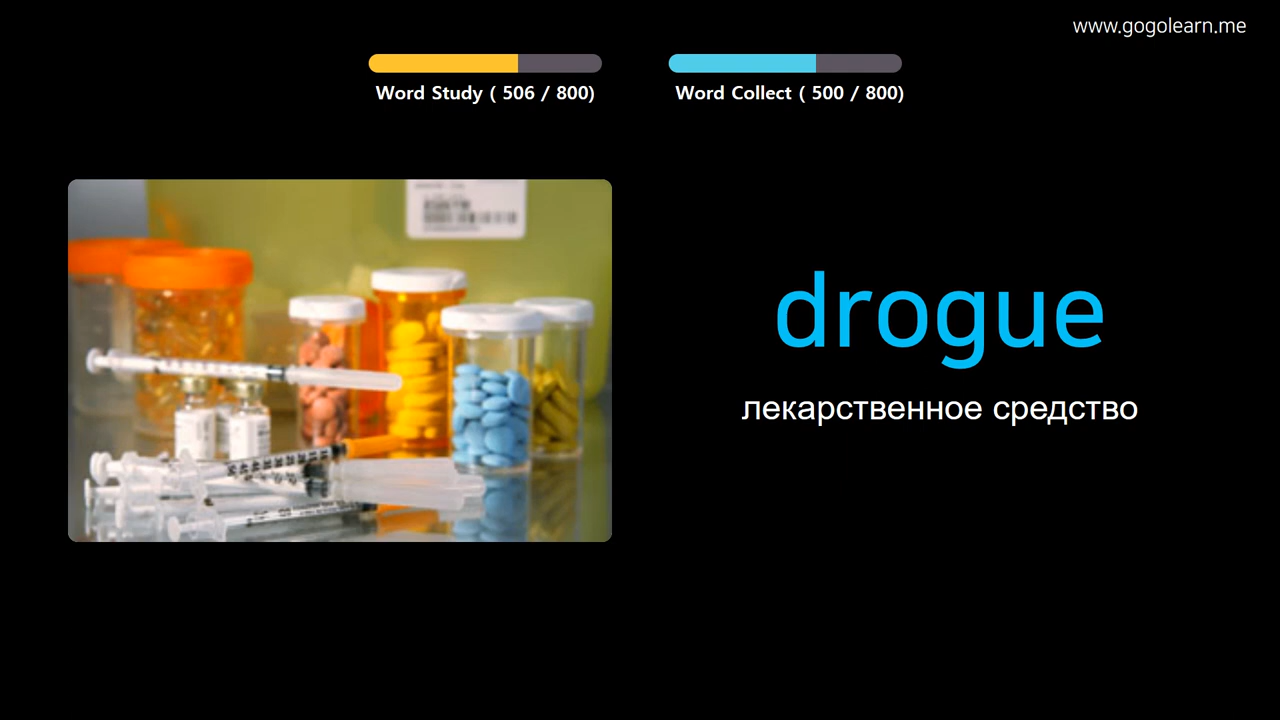 www.gogolearn.me
Word Study ( 506 / 800)
Word Collect ( 500 / 800)
drogue
лекарственное средство